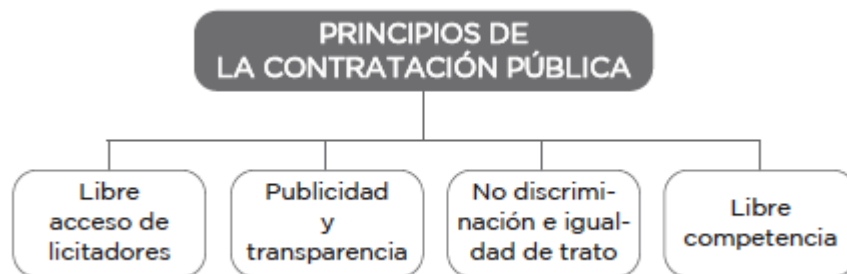 PRINCIPIOS DE
LA CONTRATACIÓN PÚBLICA
Libre
acceso de
licitadores
Publicidad
y
transparencia
No discrimi-
nación e igual-
dad de trato
Libre
competencia